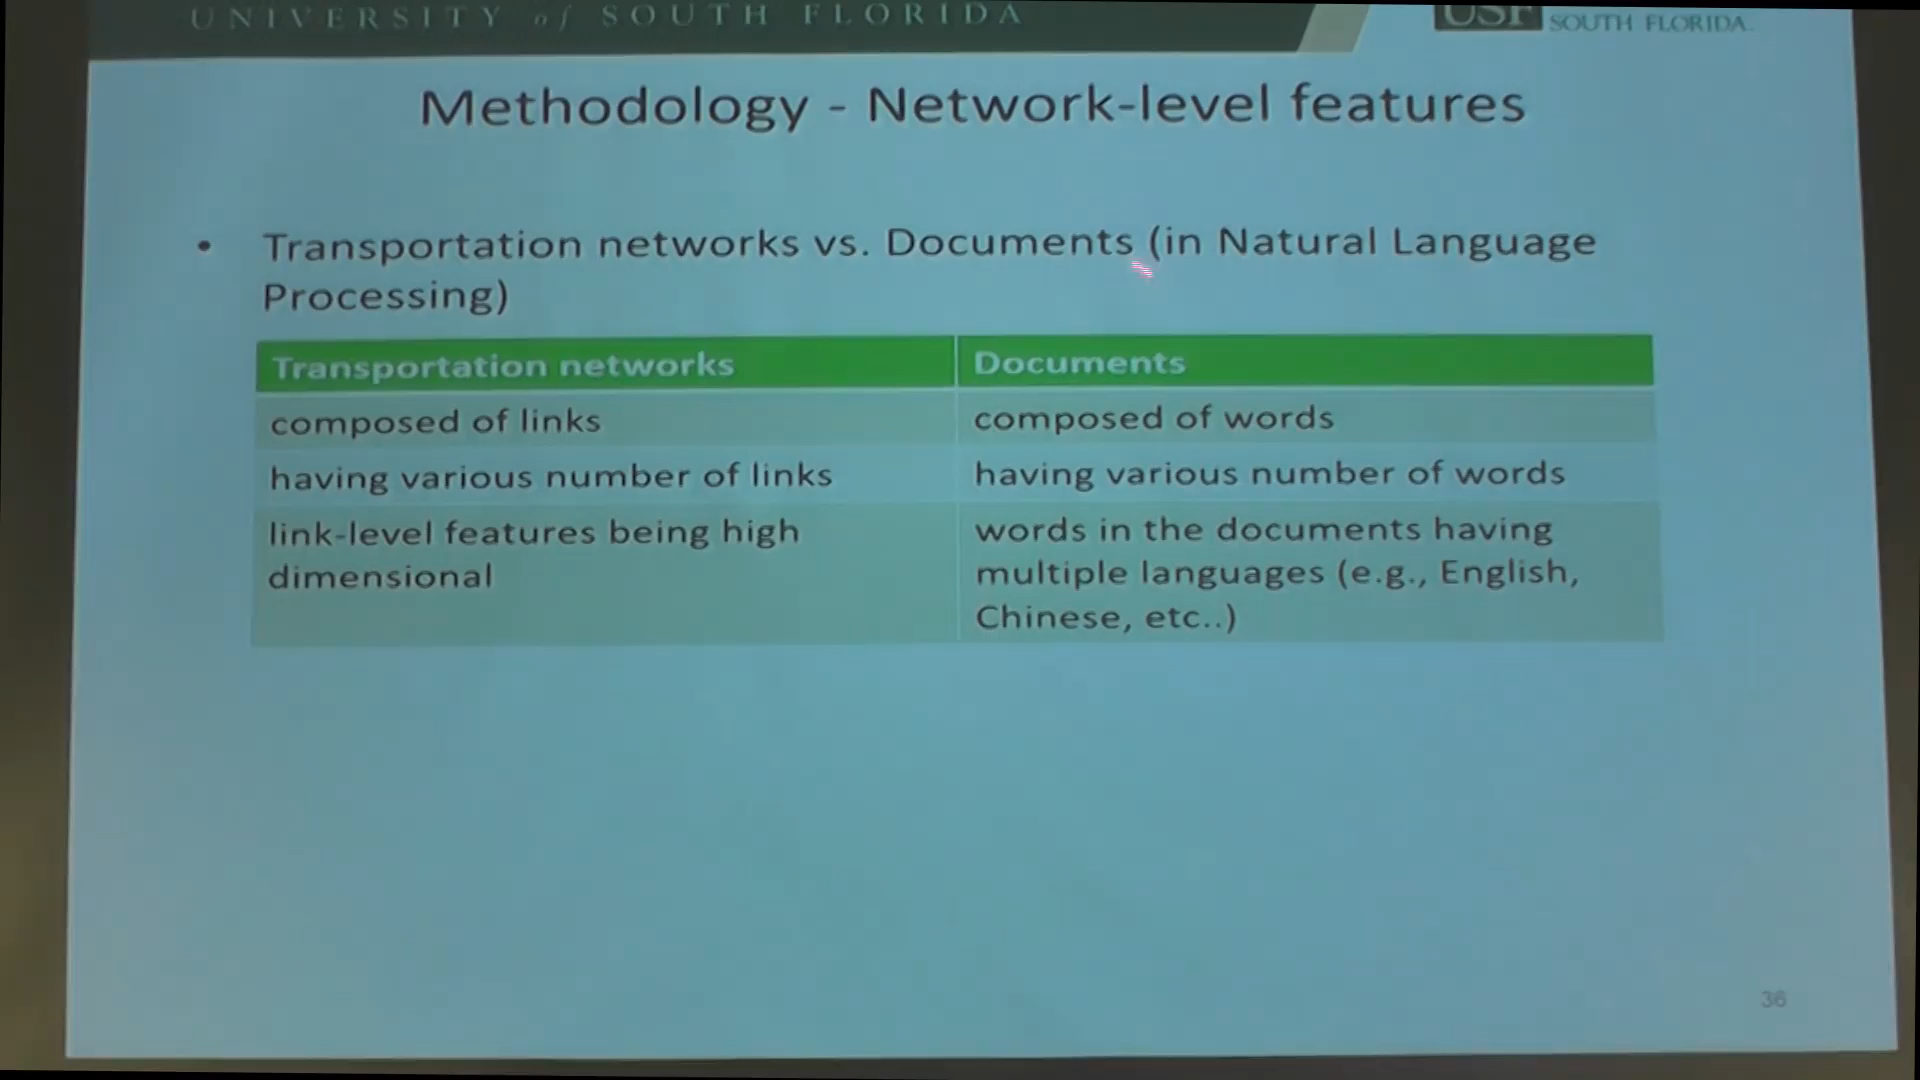 UNIVERSITY of SOUTH FLORIDA
USF SOUTH FLORIDA
Methodology - Network-level features
• Transportation networks vs. Documents (in Natural Language
Processing)
Transportation networks Documents
composed of links composed of words
having various number of links having various number of words
link-level features being high words in the documents having
dimensional multiple languages (e.g., English,
Chinese, etc..)
36